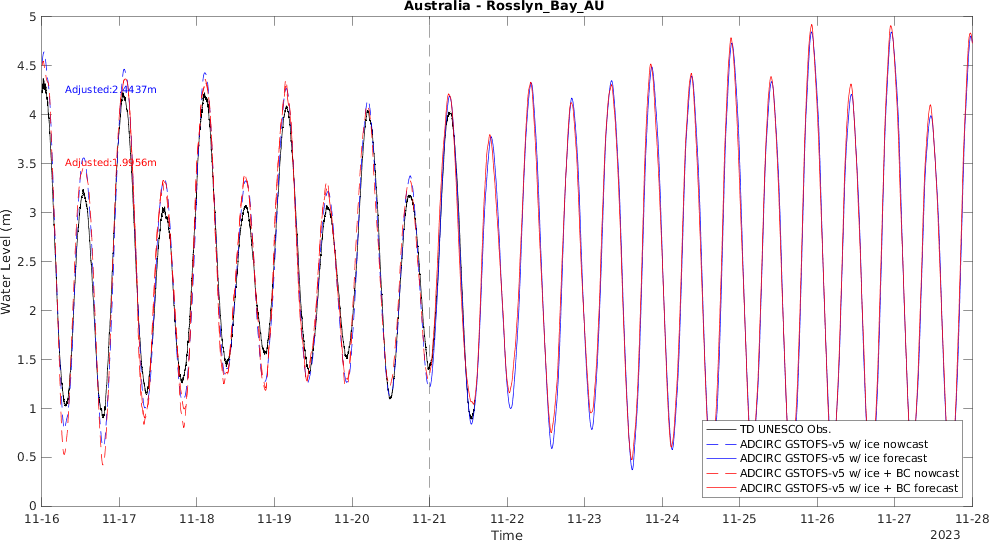 Australia - Rosslyn_Bay_AU
5
4.5
4
3.5
3
2.5
2
1.5
1
0.5
0
Water Level (m)
Adjusted:2.4437m
Adjusted:1.9956m
TD UNESCO Obs.
ADCIRC GSTOFS-v5 w/ ice nowcast
ADCIRC GSTOFS-v5 w/ ice forecast
ADCIRC GSTOFS-v5 w/ ice + BC nowcast
ADCIRC GSTOFS-v5 w/ ice + BC forecast
11-16 11-17 11-18 11-19 11-20 11-21 11-22 11-23 11-24 11-25 11-26 11-27 11-28
Time
2023